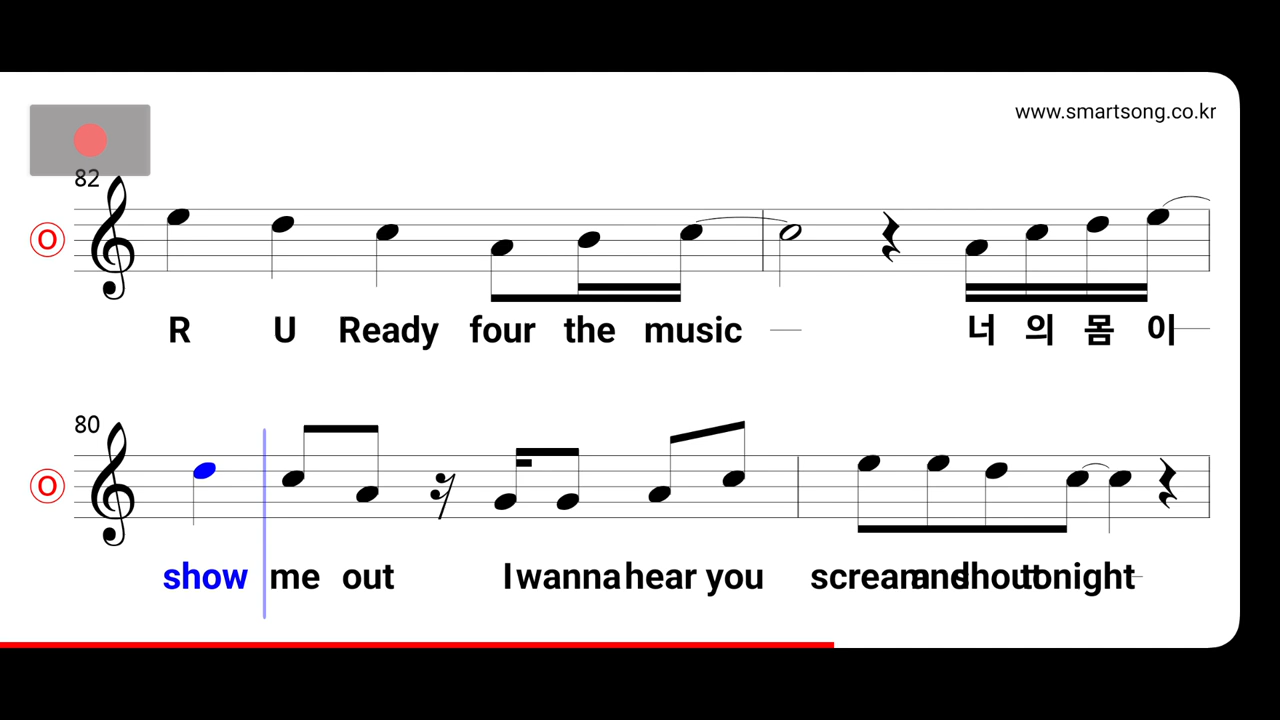 www.smartsong.co.kr
82
O
R U Ready four the music 너 의 몸 이
80
O
show me out I wanna hear you scream and shout tonight